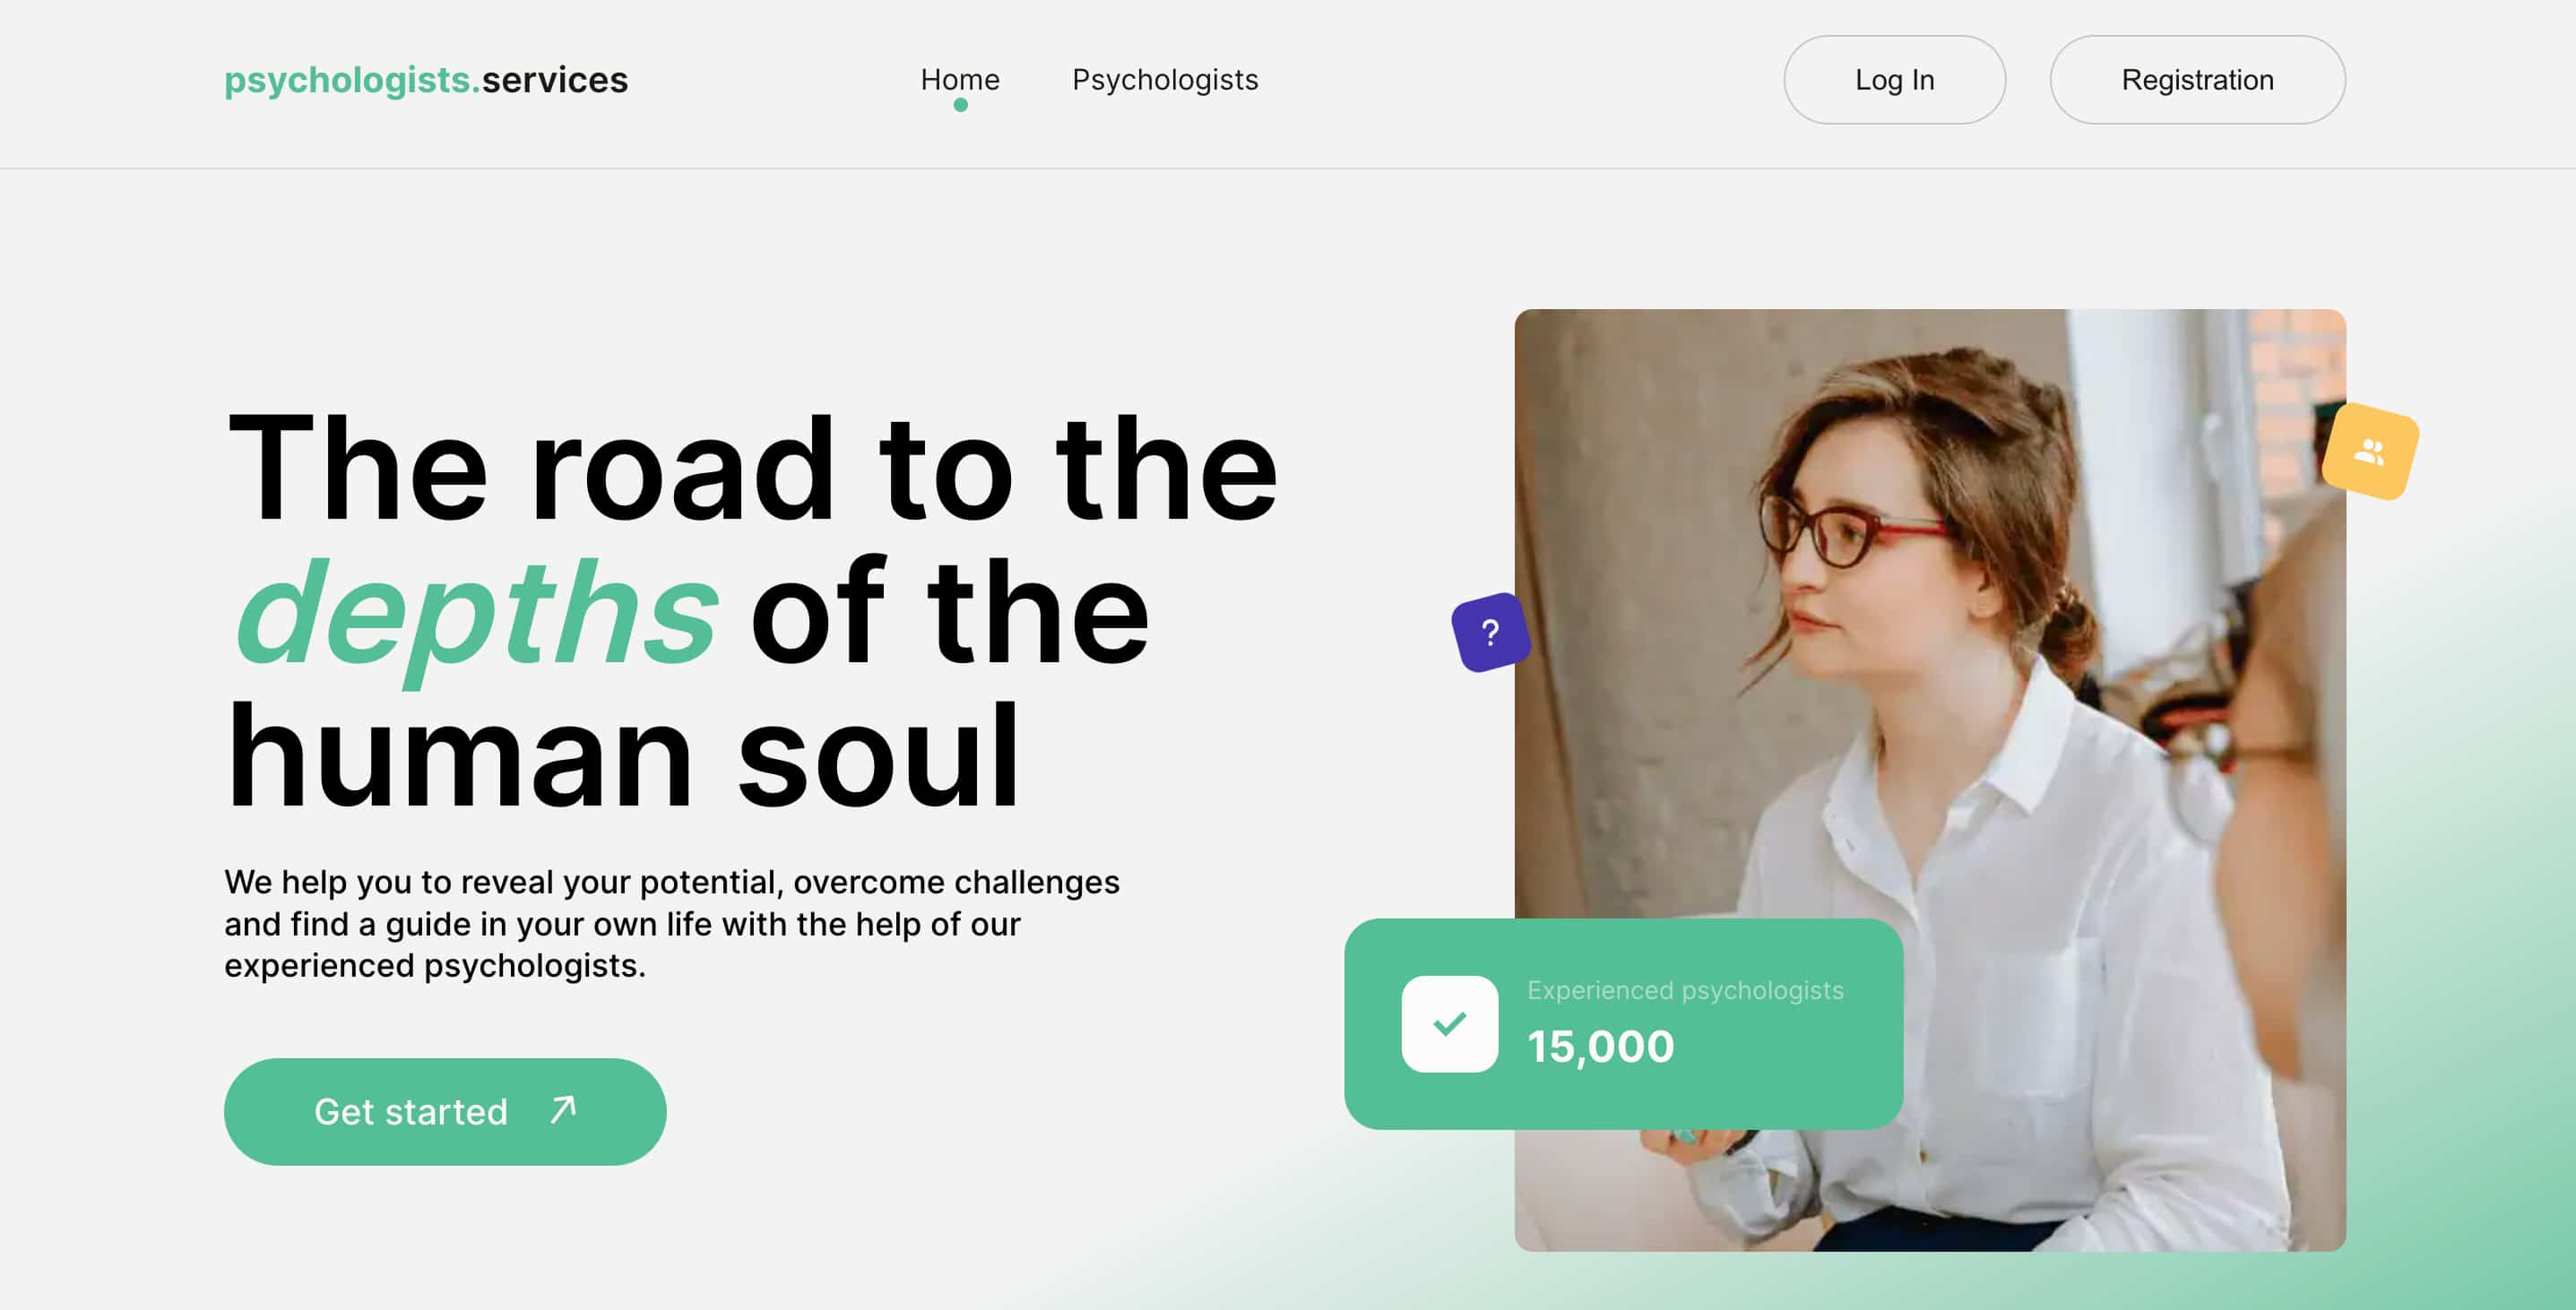 psychologists.services
Home
Psychologists
Log In
Registration
The road to the
depths of the
human soul
We help you to reveal your potential, overcome challenges
and find a guide in your own life with the help of our
experienced psychologists.
Get started
?
Experienced psychologists
15,000